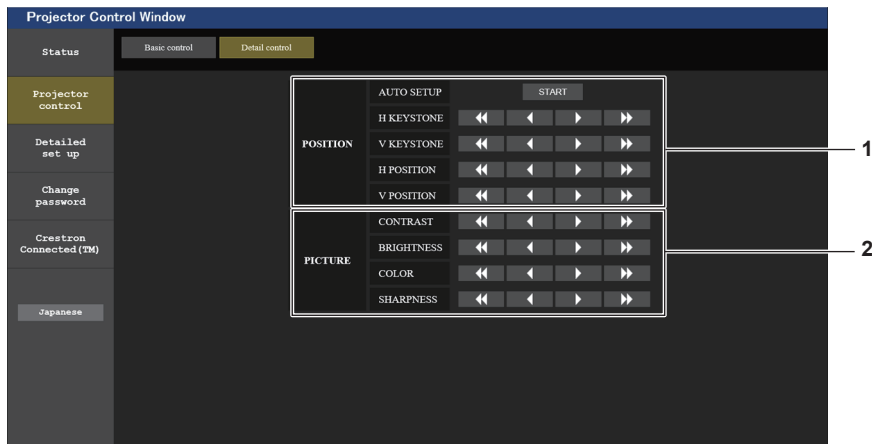 Projector Control Window
Status
Basic control
Detail control
Projector
control
Detailed
set up
Change
password
Crestron
Connected(TM)
Japanese
POSITION
AUTO SETUP
START
H KEYSTONE
V KEYSTONE
H POSITION
V POSITION
1
PICTURE
CONTRAST
BRIGHTNESS
COLOR
SHARPNESS
2